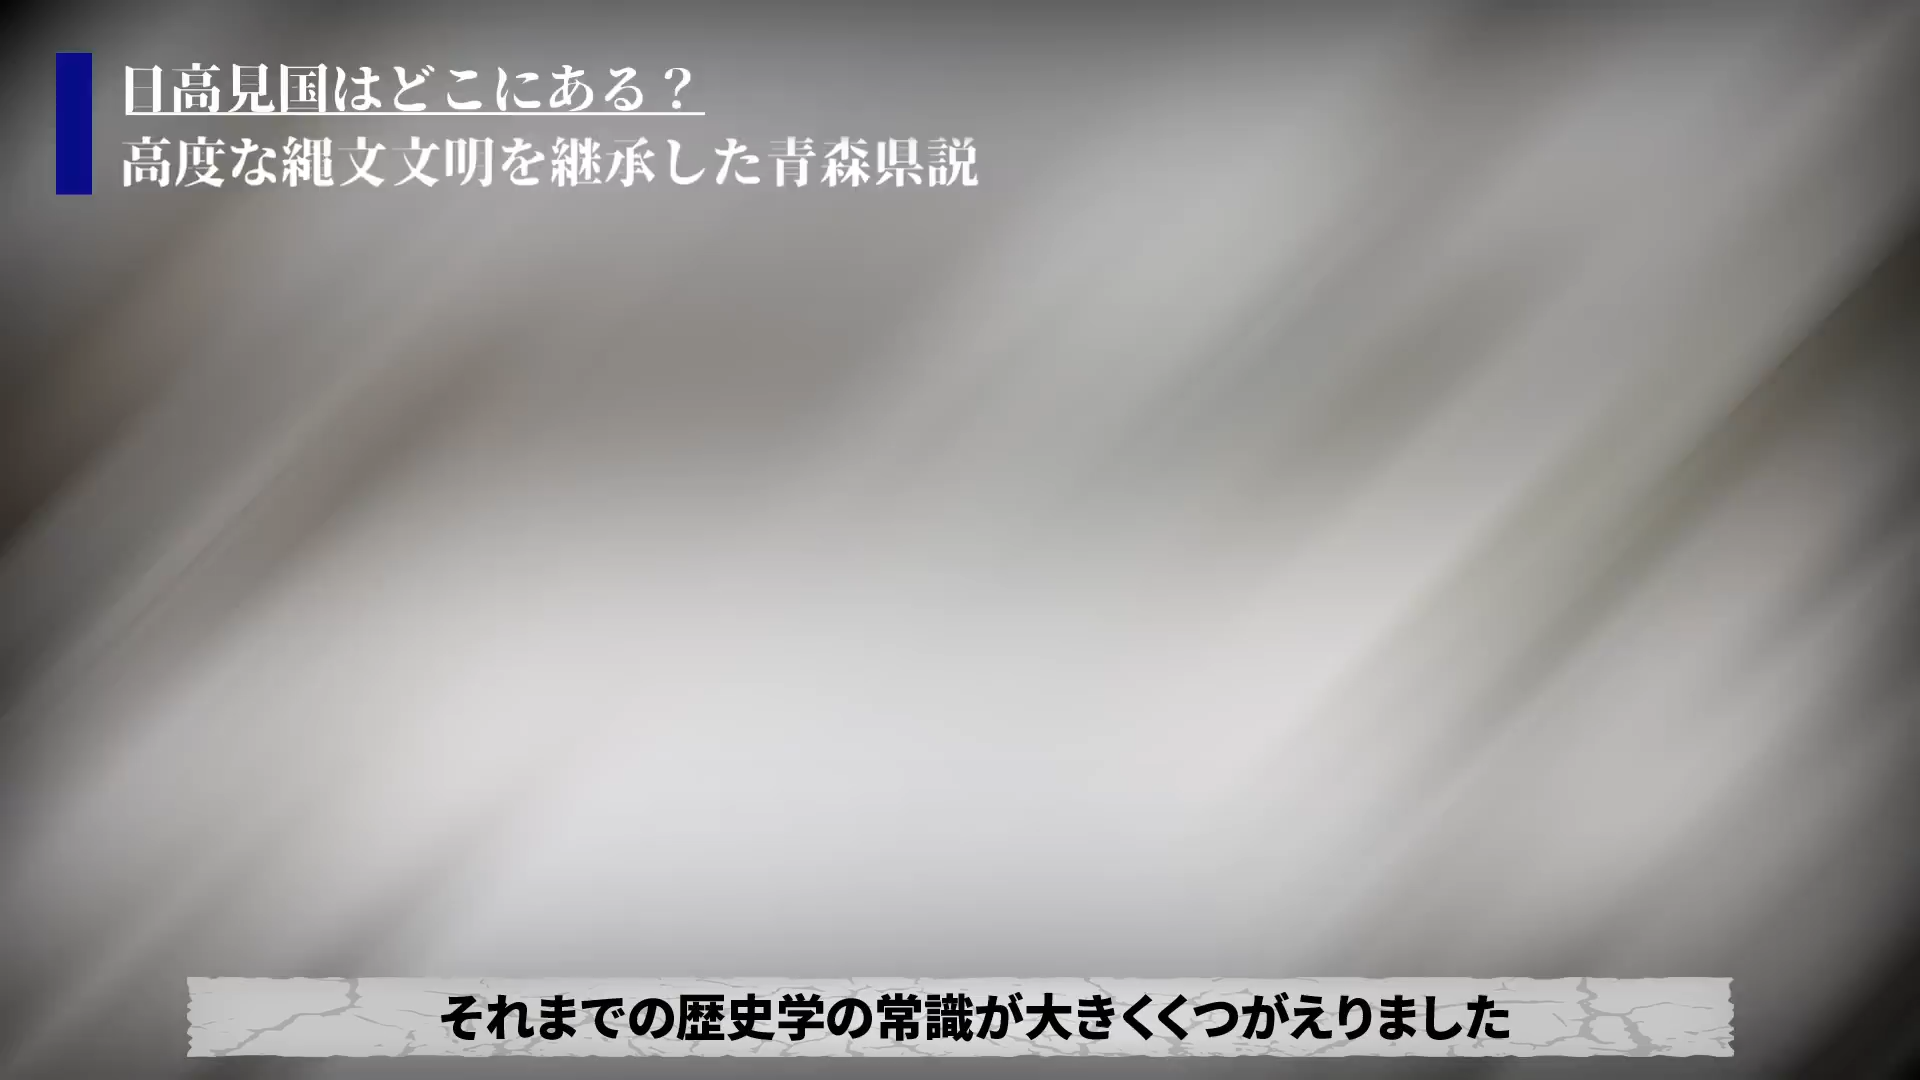 日高見国はどこにある？
高度な縄文文明を継承した青森県説
それまでの歴史学の常識が大きくくつがえりました